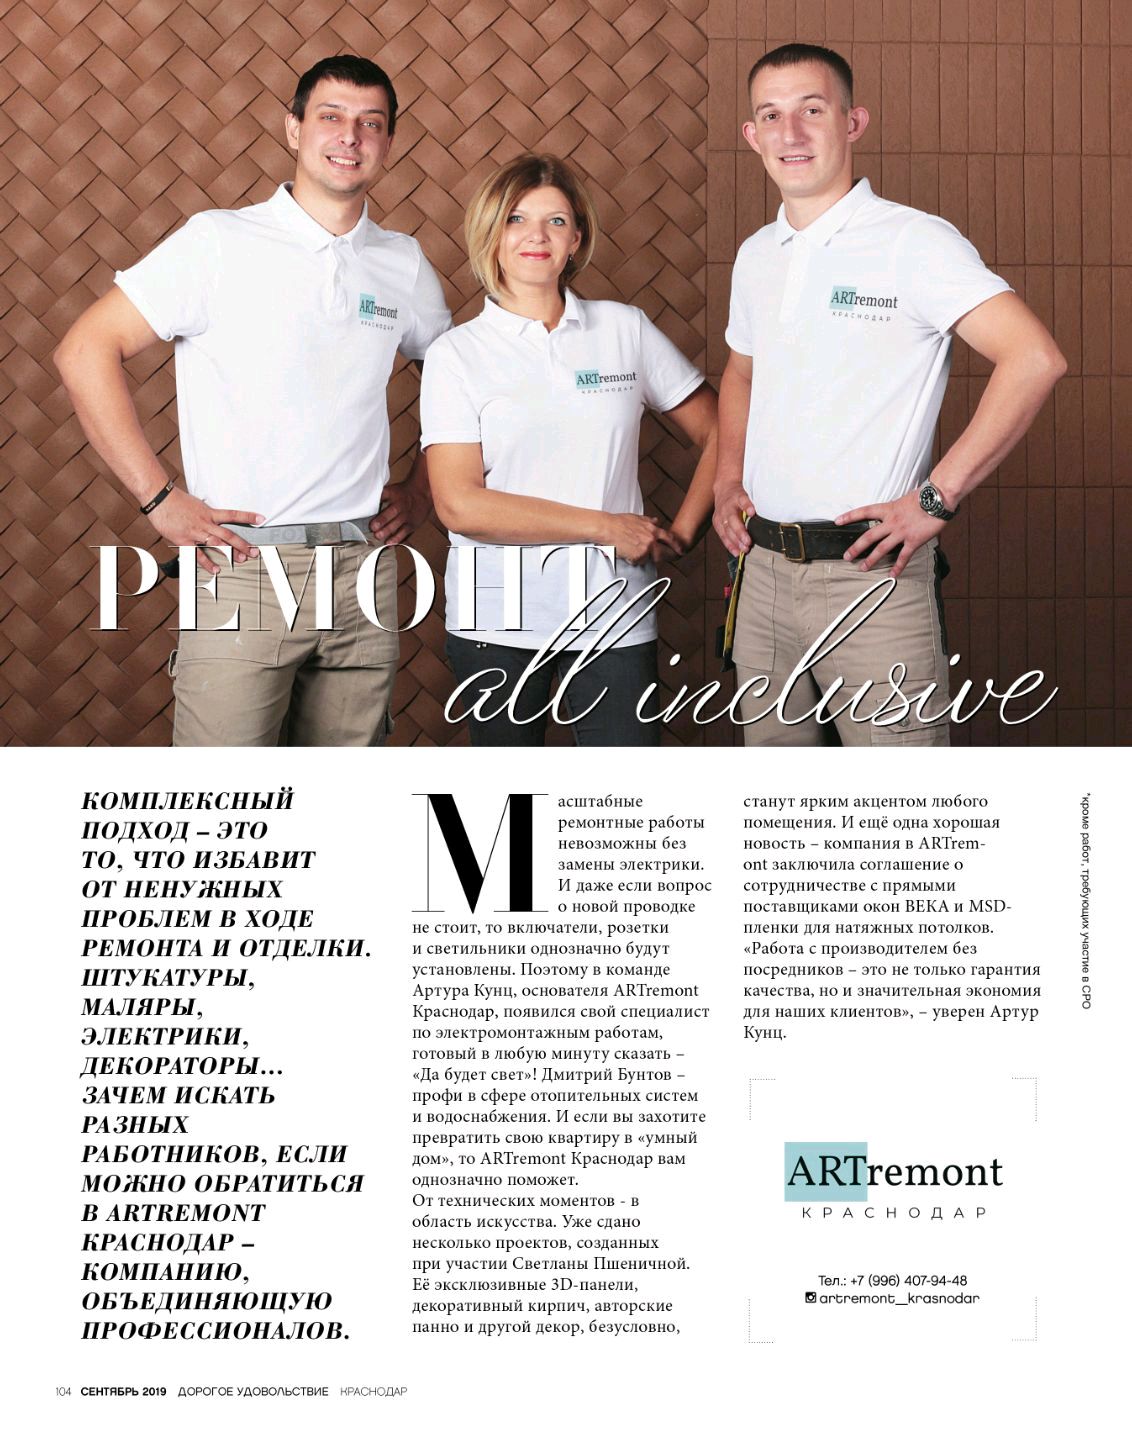 ARTremont
КРАСНОДАР
ARTremont
КРАСНОДАР
ARTremont
КРАСНОДАР
РЕМОНТ
all inclusive
КОМПЛЕКСНЫЙ
ПОДХОД – ЭТО
ТО, ЧТО ИЗБАВИТ
ОТ НЕНУЖНЫХ
ПРОБЛЕМ В ХОДЕ
РЕМОНТА И ОТДЕЛКИ.
ШТУКАТУРЫ,
МАЛЯРЫ,
ЭЛЕКТРИКИ,
ДЕКОРАТОРЫ...
ЗАЧЕМ ИСКАТЬ
РАЗНЫХ
РАБОТНИКОВ, ЕСЛИ
МОЖНО ОБРАТИТЬСЯ
В ARTREMONT
КРАСНОДАР –
КОМПАНИЮ,
ОБЪЕДИНЯЮЩУЮ
ПРОФЕССИОНАЛОВ.
Масштабные
ремонтные работы
невозможны без
замены электрики.
И даже если вопрос
о новой проводке
не стоит, то включатели, розетки
и светильники однозначно будут
установлены. Поэтому в команде
Артура Кунц, основателя ARTremont
Краснодар, появился свой специалист
по электромонтажным работам,
готовый в любую минуту сказать –
«Да будет свет»! Дмитрий Бунтов –
профи в сфере отопительных систем
и водоснабжения. И если вы захотите
превратить свою квартиру в «умный
дом», то ARTremont Краснодар вам
однозначно поможет.
От технических моментов - в
область искусства. Уже сдано
несколько проектов, созданных
при участии Светланы Пшеничной.
Её эксклюзивные 3D-панели,
декоративный кирпич, авторские
панно и другой декор, безусловно,
станут ярким акцентом любого
помещения. И ещё одна хорошая
новость – компания в ARTrem-
ont заключила соглашение о
сотрудничестве с прямыми
поставщиками окон ВЕКА и MSD-
пленки для натяжных потолков.
«Работа с производителем без
посредников – это не только гарантия
качества, но и значительная экономия
для наших клиентов», – уверен Артур
Кунц.
*кроме работ, требующих участие в СРО
ARTremont
КРАСНОДАР
Тел.: +7 (996) 407-94-48
artremont_krasnodar
104 СЕНТЯБРЬ 2019 ДОРОГОЕ УДОВОЛЬСТВИЕ КРАСНОДАР